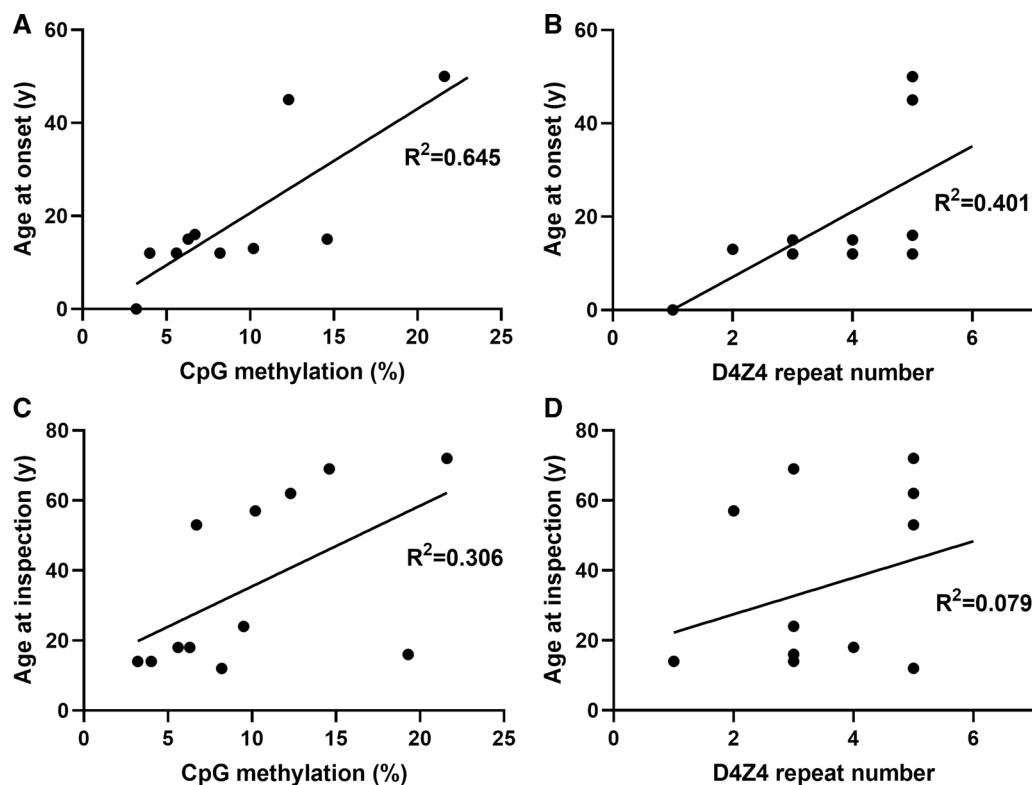 A
Age at onset (y)
60
40
20
0
0 5 10 15 20 25
CpG methylation (%)
R²=0.645
B
Age at onset (y)
60
40
20
0
0 2 4 6
D4Z4 repeat number
R²=0.401
C
Age at inspection (y)
80
60
40
20
0
0 5 10 15 20 25
CpG methylation (%)
R²=0.306
D
Age at inspection (y)
80
60
40
20
0
0 2 4 6
D4Z4 repeat number
R²=0.079